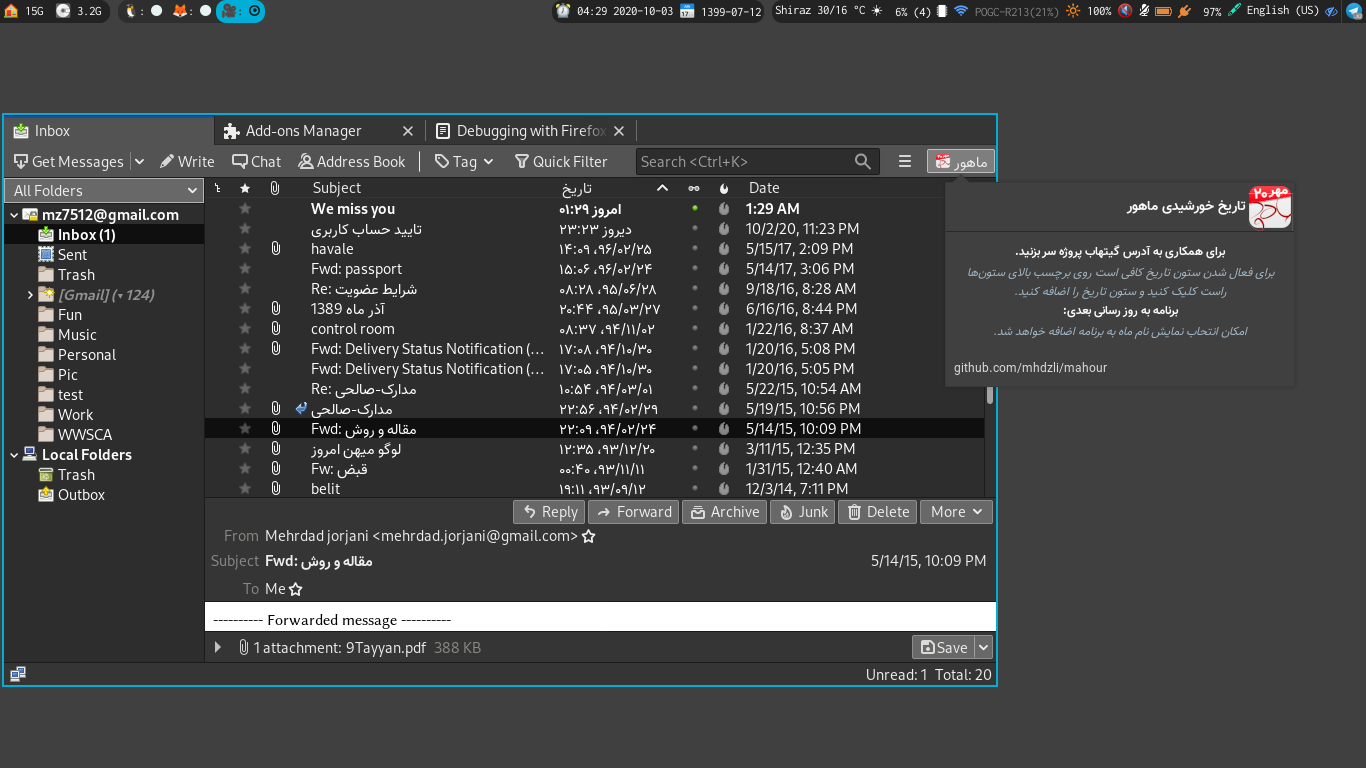 15G 3.2G
04:29 2020-10-03 1399-07-12 Shiraz 30/16 °C 6% (4) POGC-R213(21%) 100% 97% English (US)
Inbox Add-ons Manager Debugging with Firefox
Get Messages Write Chat Address Book Tag Quick Filter Search <Ctrl+K> ماهور
All Folders
mz7512@gmail.com
Inbox (1)
Sent
Trash
[Gmail] (▾ 124)
Fun
Music
Personal
Pic
test
Work
WWSCA
Local Folders
Trash
Outbox
Subject تاریخ Date
We miss you امروز ۰۱:۲۹ 1:29 AM
تایید حساب کاربری دیروز ۲۳:۲۳ 10/2/20, 11:23 PM
havale ۹۶/۰۲/۲۵، ۱۴:۰۹ 5/15/17, 2:09 PM
Fwd: passport ۹۶/۰۲/۲۴، ۱۵:۰۶ 5/14/17, 3:06 PM
Re: شرایط عضویت ۹۵/۰۶/۲۸، ۰۸:۲۸ 9/18/16, 8:28 AM
آذر ماه 1389 ۹۵/۰۳/۲۷، ۲۰:۴۴ 6/16/16, 8:44 PM
control room ۹۴/۱۱/۰۲، ۰۸:۳۷ 1/22/16, 8:37 AM
Fwd: Delivery Status Notification (... ۹۴/۱۰/۳۰، ۱۷:۰۸ 1/20/16, 5:08 PM
Fwd: Delivery Status Notification (... ۹۴/۱۰/۳۰، ۱۷:۰۵ 1/20/16, 5:05 PM
Re: مدارک-صالحی ۹۴/۰۳/۰۱، ۱۰:۵۴ 5/22/15, 10:54 AM
مدارک-صالحی ۹۴/۰۲/۲۹، ۲۲:۵۶ 5/19/15, 10:56 PM
Fwd: مقاله و روش ۹۴/۰۲/۲۴، ۲۲:۰۹ 5/14/15, 10:09 PM
لوگو میهن امروز ۹۳/۱۲/۲۰، ۱۲:۳۵ 3/11/15, 12:35 PM
Fw: قبض ۹۳/۱۱/۱۱، ۰۰:۴۰ 1/31/15, 12:40 AM
belit ۹۳/۰۹/۱۲، ۱۹:۱۱ 12/3/14, 7:11 PM
مهر ۲۰
تاریخ خورشیدی ماهور
برای همکاری به آدرس گیتهاب پروژه سر بزنید.
برای فعال شدن ستون تاریخ کافی است روی برچسب بالای ستون‌ها
راست کلیک کنید و ستون تاریخ را اضافه کنید.
برنامه به روز رسانی بعدی:
امکان انتخاب نمایش نام ماه به برنامه اضافه خواهد شد.
github.com/mhdzli/mahour
Reply Forward Archive Junk Delete More
From Mehrdad jorjani <mehrdad.jorjani@gmail.com>
Subject Fwd: مقاله و روش 5/14/15, 10:09 PM
To Me
---------- Forwarded message ----------
1 attachment: 9Tayyan.pdf 388 KB Save
Unread: 1 Total: 20